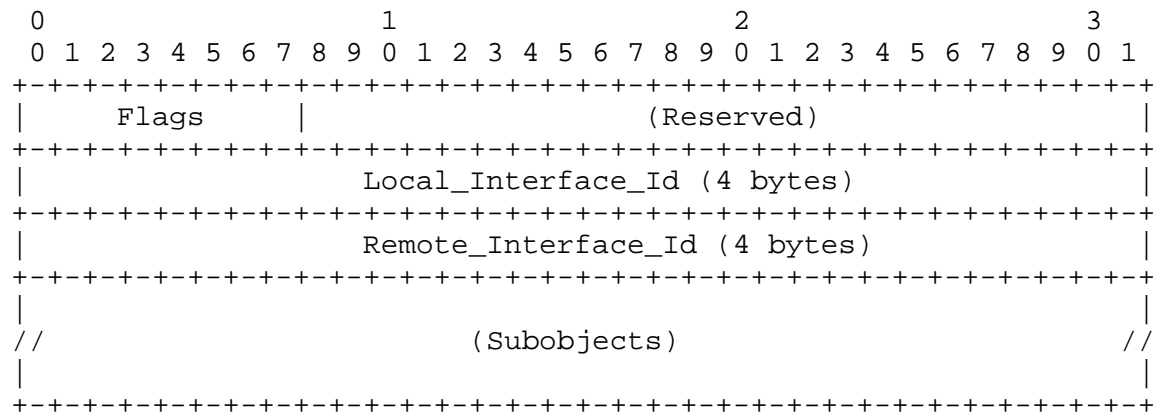 0                   1                   2                   3
 0 1 2 3 4 5 6 7 8 9 0 1 2 3 4 5 6 7 8 9 0 1 2 3 4 5 6 7 8 9 0 1
+-+-+-+-+-+-+-+-+-+-+-+-+-+-+-+-+-+-+-+-+-+-+-+-+-+-+-+-+-+-+-+-+
|     Flags     |                   (Reserved)                  |
+-+-+-+-+-+-+-+-+-+-+-+-+-+-+-+-+-+-+-+-+-+-+-+-+-+-+-+-+-+-+-+-+
|                   Local_Interface_Id (4 bytes)                |
+-+-+-+-+-+-+-+-+-+-+-+-+-+-+-+-+-+-+-+-+-+-+-+-+-+-+-+-+-+-+-+-+
|                   Remote_Interface_Id (4 bytes)               |
+-+-+-+-+-+-+-+-+-+-+-+-+-+-+-+-+-+-+-+-+-+-+-+-+-+-+-+-+-+-+-+-+
|                                                               |
//                        (Subobjects)                         //
|                                                               |
+-+-+-+-+-+-+-+-+-+-+-+-+-+-+-+-+-+-+-+-+-+-+-+-+-+-+-+-+-+-+-+-+